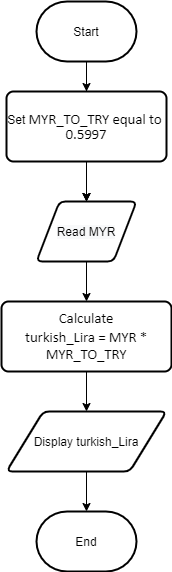 Start
Set MYR_TO_TRY equal to
0.5997
Read MYR
Calculate
turkish_Lira = MYR *
MYR_TO_TRY
Display turkish_Lira
End